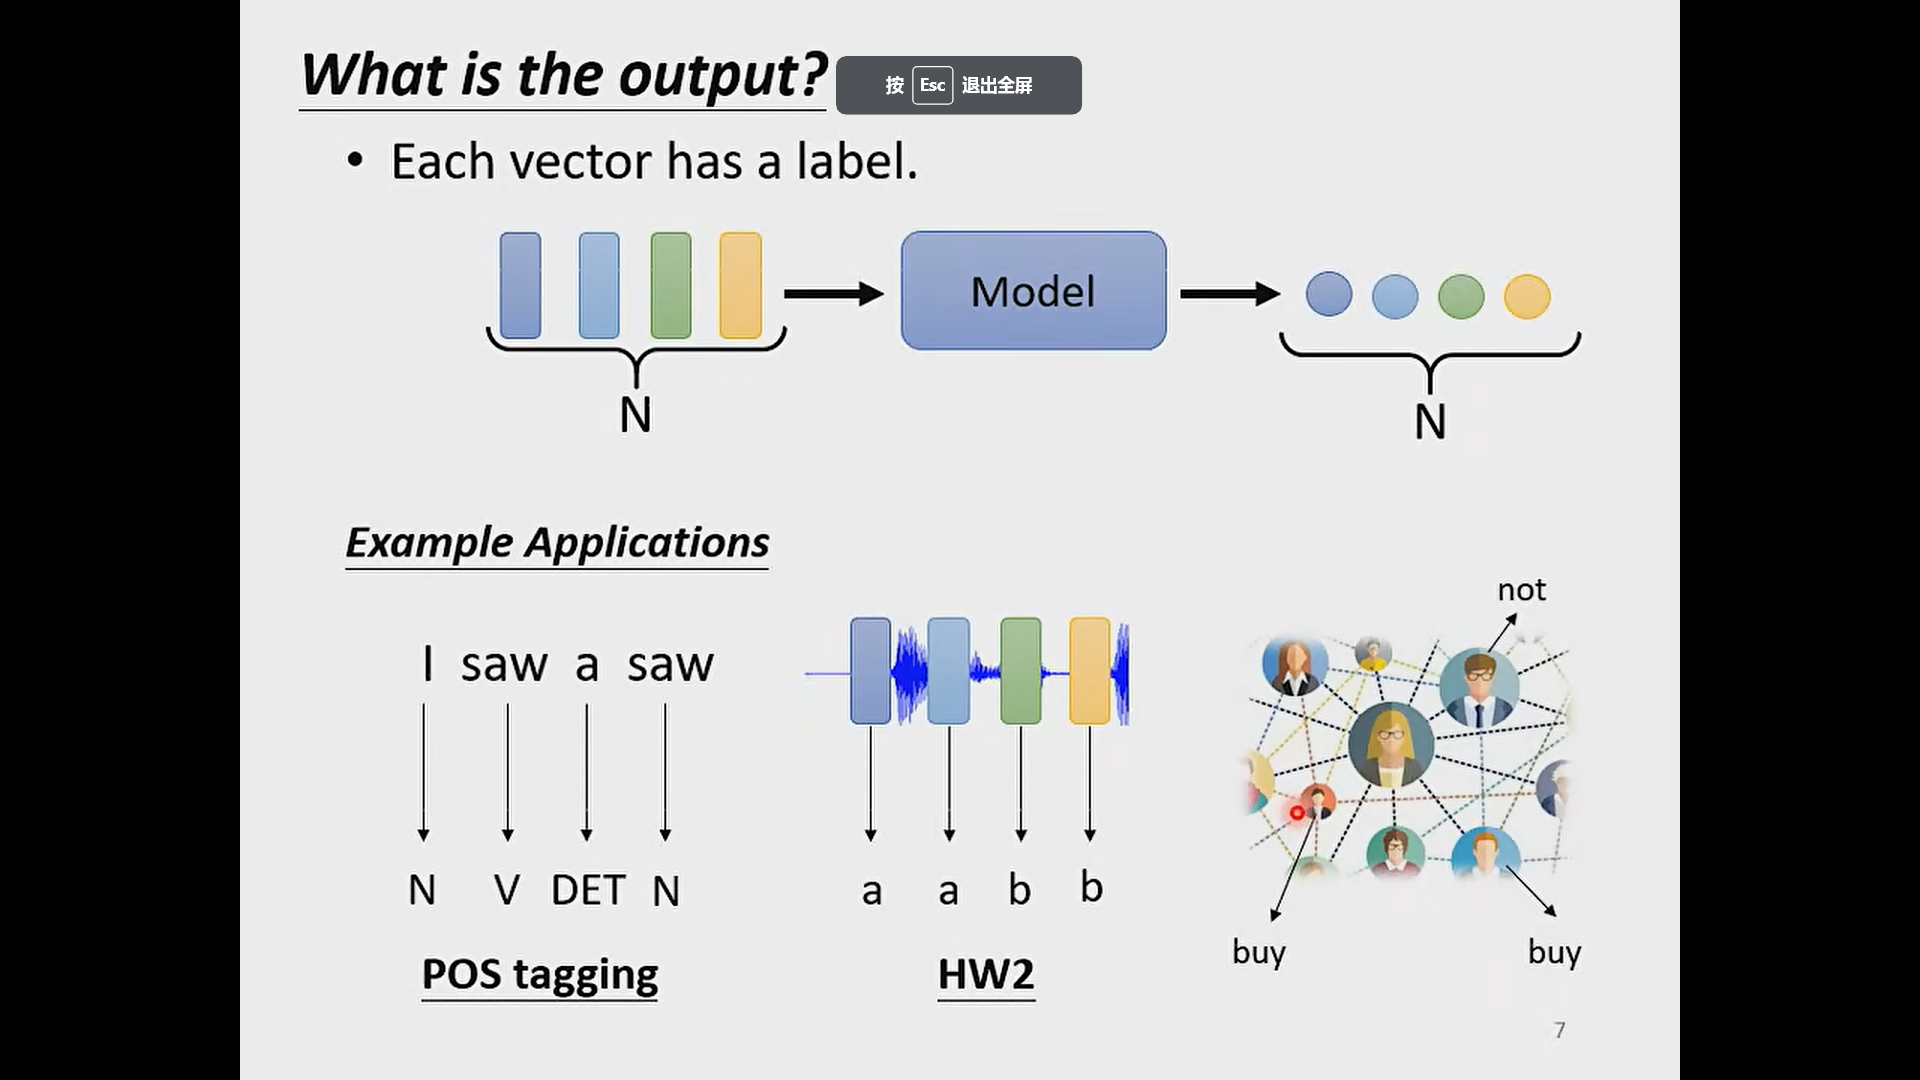 What is the output?
按 Esc 退出全屏
• Each vector has a label.
Model
N
N
Example Applications
not
I saw a saw
N V DET N
a a b b
buy
buy
POS tagging
HW2
7